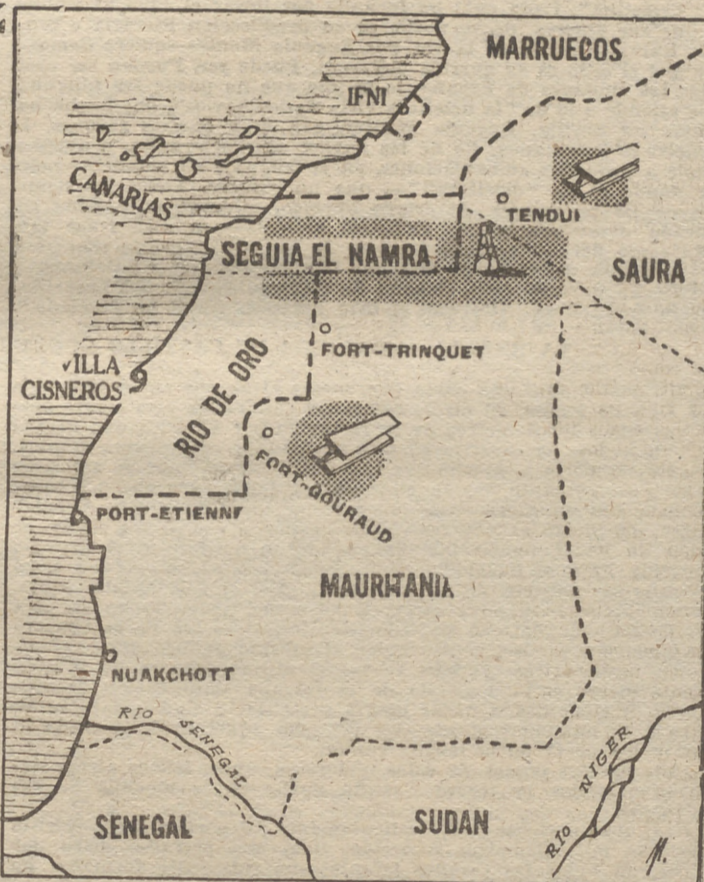 MARRUECOS
IFNI
CANARIAS
TENDUF
SEGUIA EL NAMRA
SAURA
FORT-TRINQUET
VILLA
CISNEROS
RIO DE ORO
FORT-GOURAUD
PORT-ETIENNE
MAURITANIA
NUAKCHOTT
RIO SENEGAL
RIO NIGER
SENEGAL
SUDAN